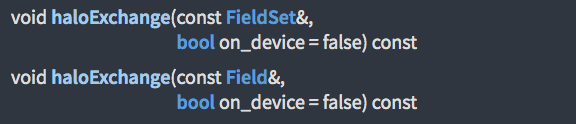 void haloExchange(const FieldSet&,
bool on_device = false) const
void haloExchange(const Field&,
bool on_device = false) const